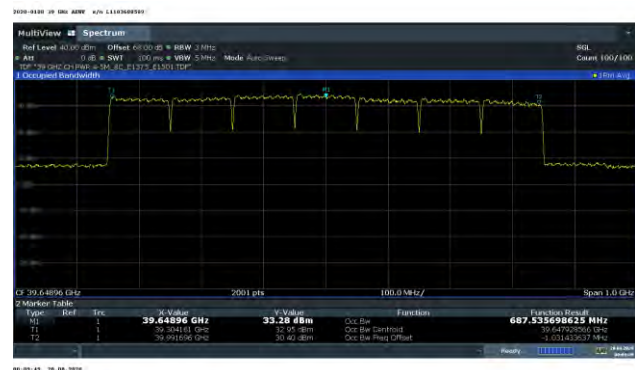 MultiView Spectrum
Ref Level 40.00 dBm Offset 68.00 dB RBW 3 MHz SGL
Att 0 dB SWT 100 ms VBW 5 MHz Mode Auto Sweep Count 100/100
1 Occupied Bandwidth 1Rm Avg
T1 M1 T2
CF 39.64896 GHz 2001 pts 100.0 MHz/ Span 1.0 GHz
2 Marker Table
Type Ref Trc X-Value Y-Value Function Function Result
M1 1 39.64896 GHz 33.28 dBm Occ Bw 687.535698625 MHz
T1 1 39.304161 GHz 32.95 dBm Occ Bw Centroid 39.647928566 GHz
T2 1 39.991696 GHz 30.40 dBm Occ Bw Freq Offset -1.031433637 MHz
Ready